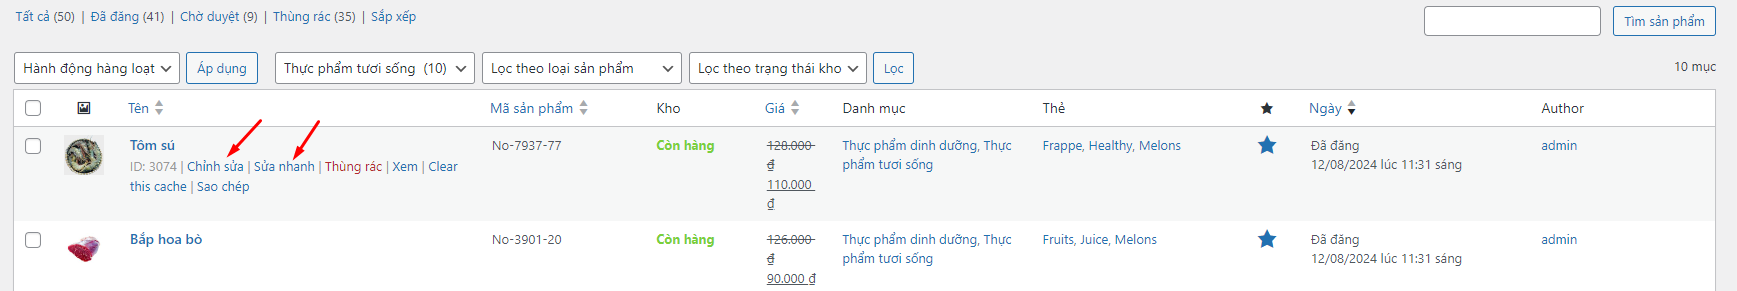 Tất cả (50) | Đã đăng (41) | Chờ duyệt (9) | Thùng rác (35) | Sắp xếp
Tìm sản phẩm
Hành động hàng loạt Áp dụng Thực phẩm tươi sống (10) Lọc theo loại sản phẩm Lọc theo trạng thái kho Lọc 10 mục
Tên Mã sản phẩm Kho Giá Danh mục Thẻ Ngày Author
Tôm sú No-7937-77 Còn hàng 128.000 Thực phẩm dinh dưỡng, Thực Frappe, Healthy, Melons Đã đăng admin
ID: 3074 | Chỉnh sửa | Sửa nhanh | Thùng rác | Xem | Clear ₫ phẩm tươi sống 12/08/2024 lúc 11:31 sáng
this cache | Sao chép 110.000
₫
Bắp hoa bò No-3901-20 Còn hàng 126.000 Thực phẩm dinh dưỡng, Thực Fruits, Juice, Melons Đã đăng admin
₫ phẩm tươi sống 12/08/2024 lúc 11:31 sáng
90.000 ₫